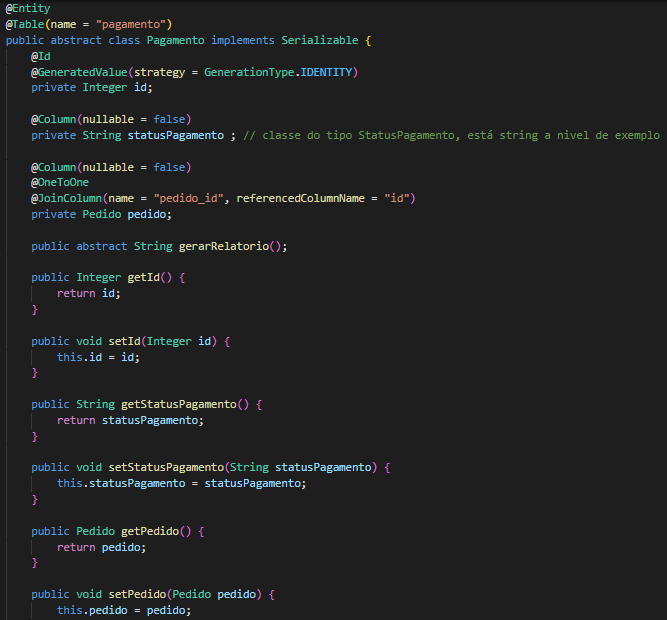 @Entity
@Table(name = "pagamento")
public abstract class Pagamento implements Serializable {
@Id
@GeneratedValue(strategy = GenerationType.IDENTITY)
private Integer id;
@Column(nullable = false)
private String statusPagamento ; // classe do tipo StatusPagamento, está string a nivel de exemplo
@Column(nullable = false)
@OneToOne
@JoinColumn(name = "pedido_id", referencedColumnName = "id")
private Pedido pedido;
public abstract String gerarRelatorio();
public Integer getId() {
return id;
}
public void setId(Integer id) {
this.id = id;
}
public String getStatusPagamento() {
return statusPagamento;
}
public void setStatusPagamento(String statusPagamento) {
this.statusPagamento = statusPagamento;
}
public Pedido getPedido() {
return pedido;
}
public void setPedido(Pedido pedido) {
this.pedido = pedido;